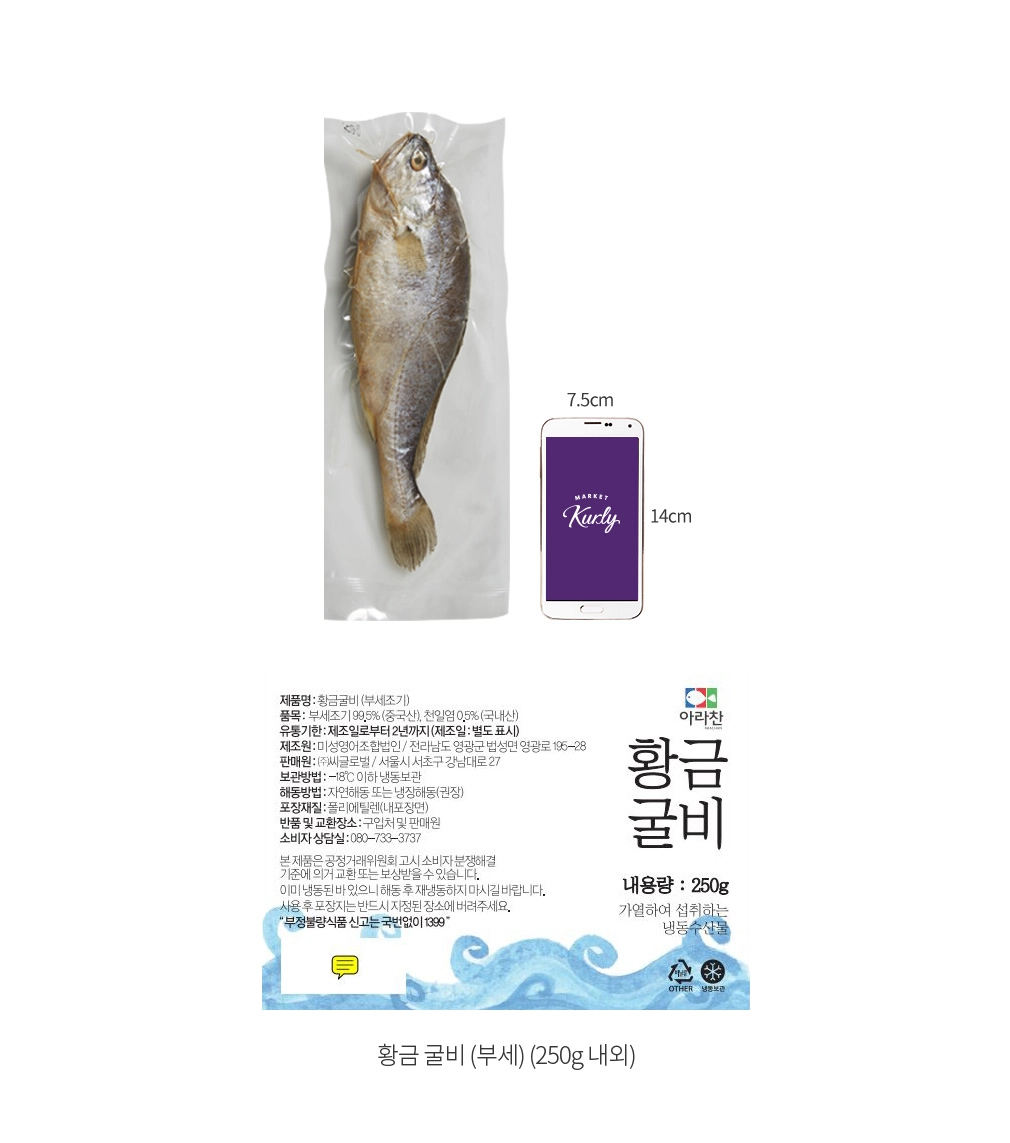 7.5cm
MARKET
Kurly
14cm
제품명 : 황금굴비 (부세조기)
품목 : 부세조기 99.5% (중국산), 천일염 0.5% (국내산)
유통기한 : 제조일로부터 2년까지 (제조일 : 별도 표시)
제조원 : 미성영어조합법인 / 전라남도 영광군 법성면 영광로 195-28
판매원 : ㈜씨글로벌 / 서울시 서초구 강남대로 27
보관방법 : -18℃ 이하 냉동보관
해동방법 : 자연해동 또는 냉장해동(권장)
포장재질 : 폴리에틸렌(내포장면)
반품 및 교환장소 : 구입처 및 판매원
소비자 상담실 : 080-733-3737
본 제품은 공정거래위원회 고시 소비자 분쟁해결
기준에 의거 교환 또는 보상받을 수 있습니다.
이미 냉동된 바 있으니 해동 후 재냉동하지 마시길 바랍니다.
사용 후 포장지는 반드시 지정된 장소에 버려주세요.
"부정불량식품 신고는 국번없이 1399"
아라찬
황금
굴비
내용량 : 250g
가열하여 섭취하는
냉동수산물
OTHER
냉동보관
황금 굴비 (부세) (250g 내외)